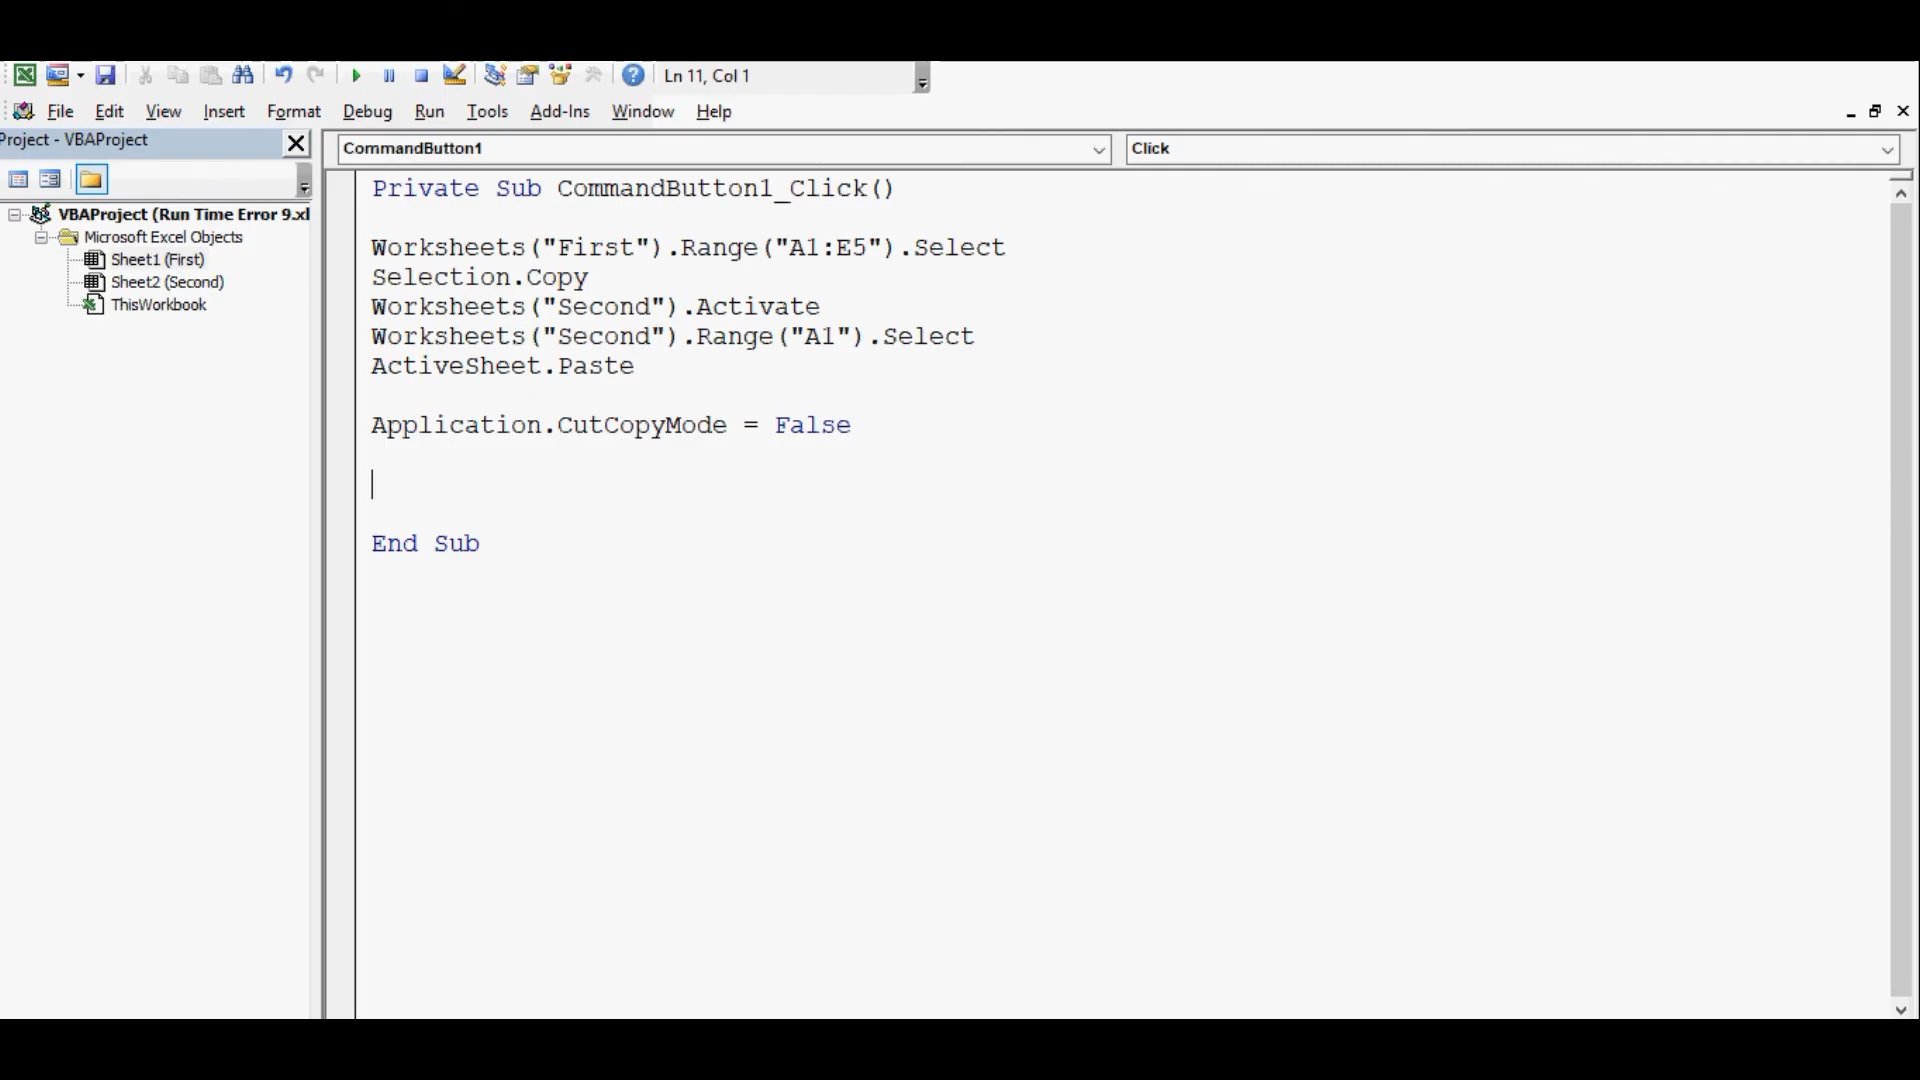 Ln 11, Col 1
File Edit View Insert Format Debug Run Tools Add-Ins Window Help
Project - VBAProject
CommandButton1 Click
VBAProject (Run Time Error 9.xl
Microsoft Excel Objects
Sheet1 (First)
Sheet2 (Second)
ThisWorkbook
Private Sub CommandButton1_Click()
Worksheets("First").Range("A1:E5").Select
Selection.Copy
Worksheets("Second").Activate
Worksheets("Second").Range("A1").Select
ActiveSheet.Paste
Application.CutCopyMode = False
End Sub